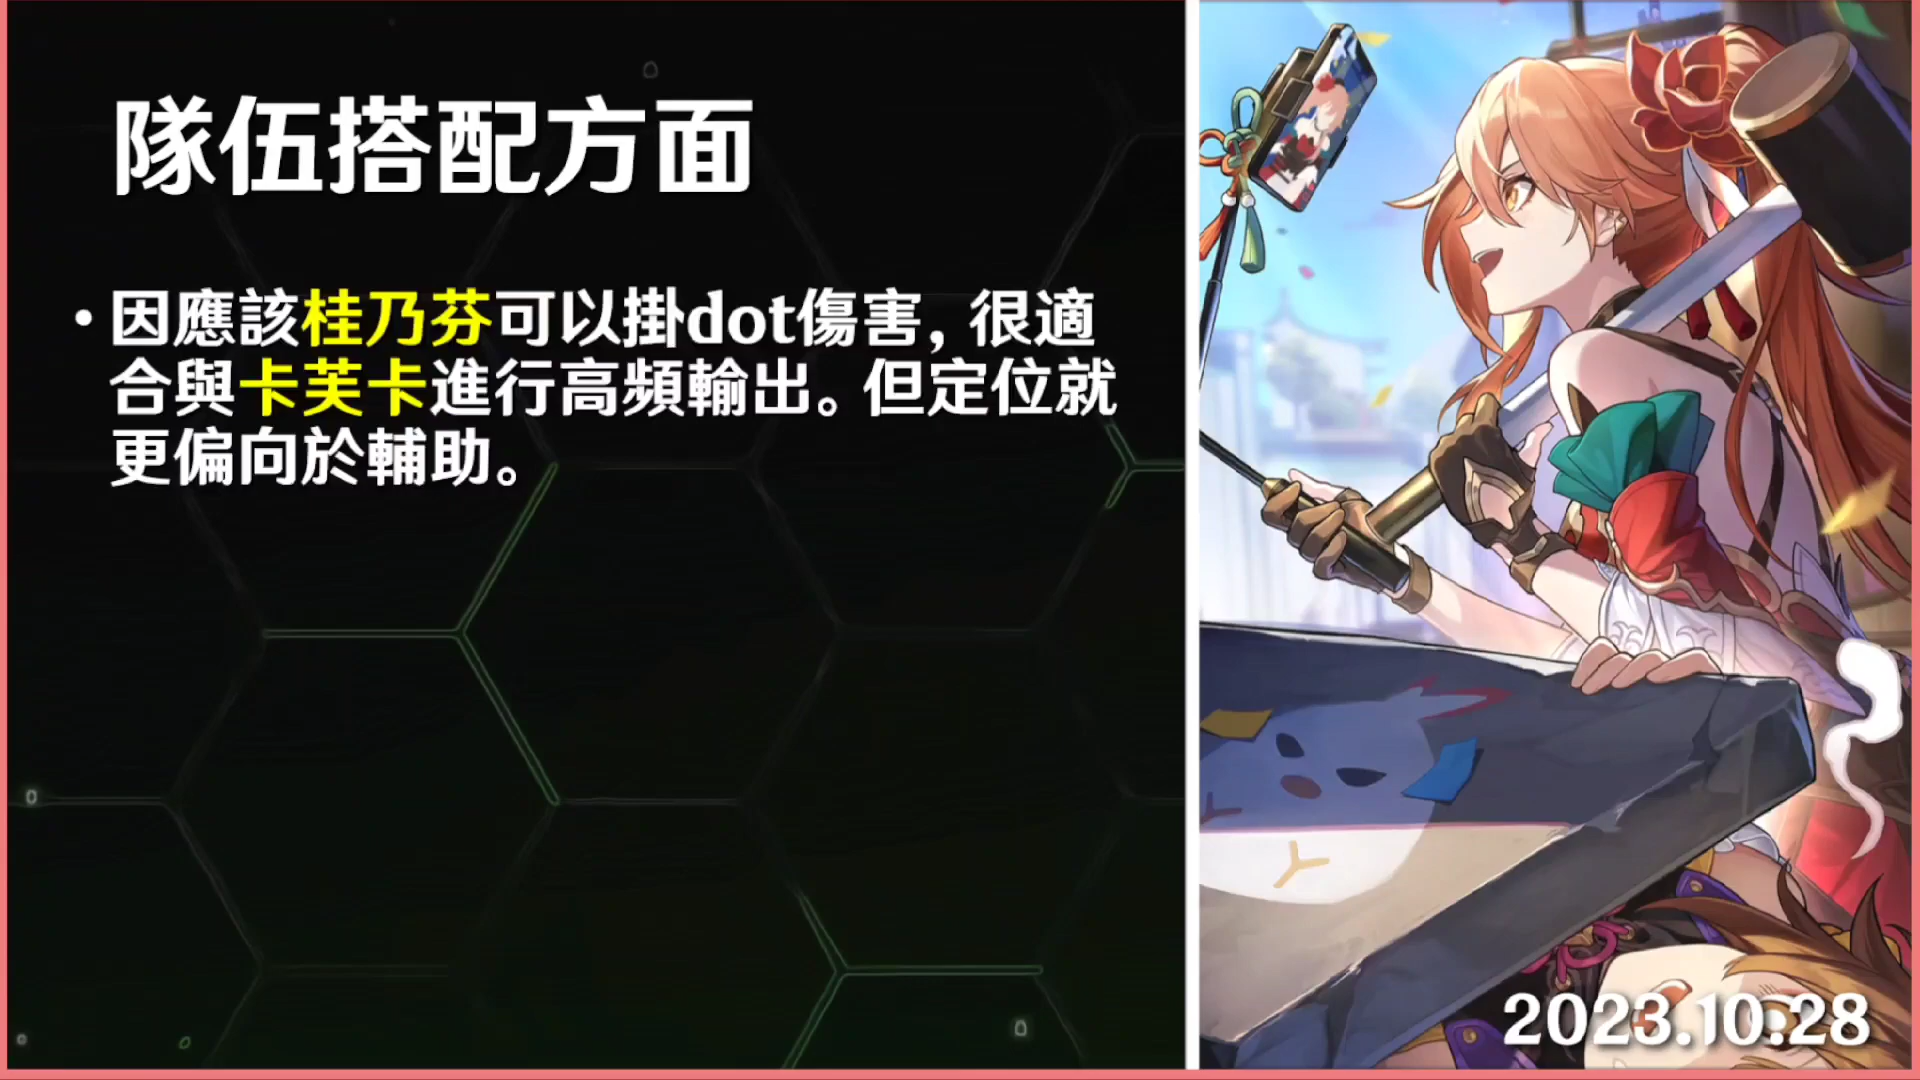 隊伍搭配方面
• 因應該桂乃芬可以掛dot傷害, 很適
合與卡芙卡進行高頻輸出。但定位就
更偏向於輔助。
2023.10.28